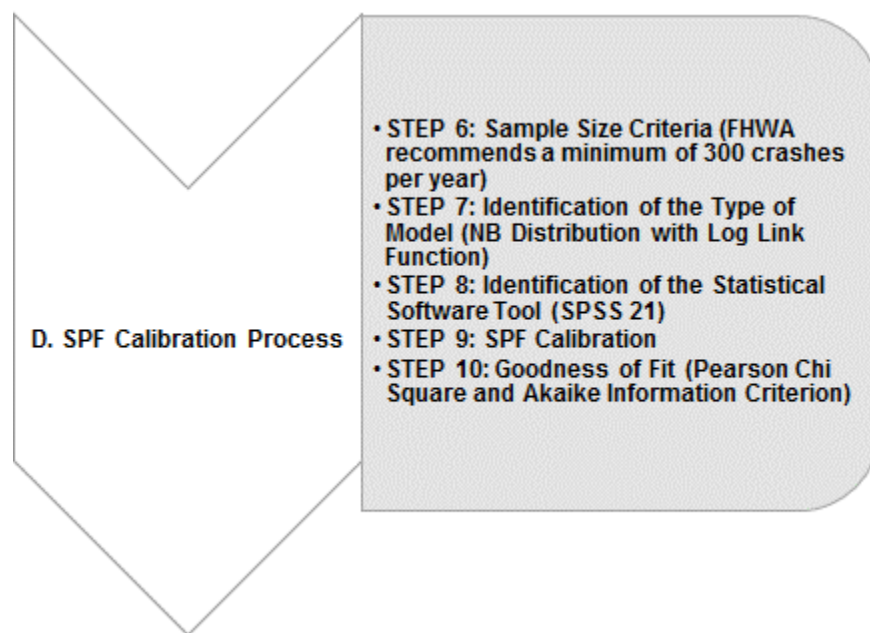 D. SPF Calibration Process
• STEP 6: Sample Size Criteria (FHWA
recommends a minimum of 300 crashes
per year)
• STEP 7: Identification of the Type of
Model (NB Distribution with Log Link
Function)
• STEP 8: Identification of the Statistical
Software Tool (SPSS 21)
• STEP 9: SPF Calibration
• STEP 10: Goodness of Fit (Pearson Chi
Square and Akaike Information Criterion)